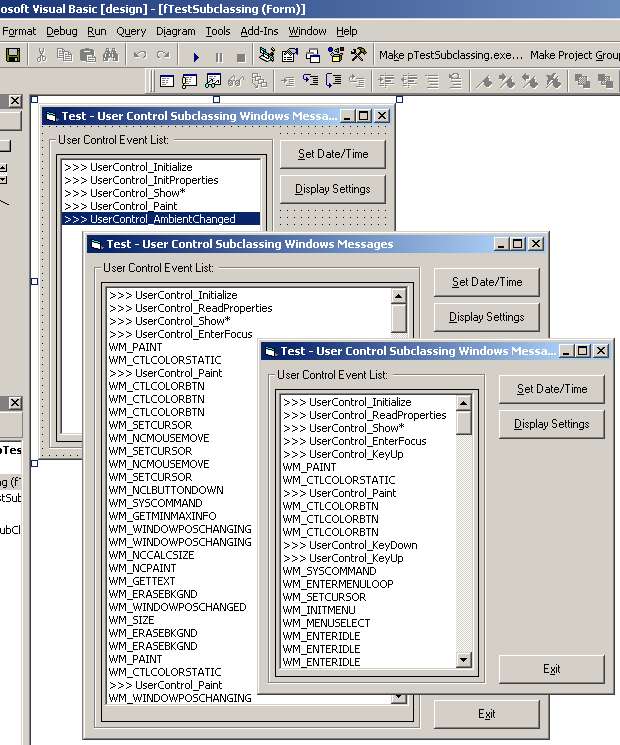 osoft Visual Basic [design] - [fTestSubclassing (Form)]
Format Debug Run Query Diagram Tools Add-Ins Window Help
Make pTestSubclassing.exe... Make Project Group
Test - User Control Subclassing Windows Messa...
User Control Event List:
>>> UserControl_Initialize
>>> UserControl_InitProperties
>>> UserControl_Show*
>>> UserControl_Paint
>>> UserControl_AmbientChanged
Set Date/Time
Display Settings
Test - User Control Subclassing Windows Messages
User Control Event List:
>>> UserControl_Initialize
>>> UserControl_ReadProperties
>>> UserControl_Show*
>>> UserControl_EnterFocus
WM_PAINT
WM_CTLCOLORSTATIC
>>> UserControl_Paint
WM_CTLCOLORBTN
WM_CTLCOLORBTN
WM_CTLCOLORBTN
WM_SETCURSOR
WM_NCMOUSEMOVE
WM_SETCURSOR
WM_NCMOUSEMOVE
WM_SETCURSOR
WM_NCLBUTTONDOWN
WM_SYSCOMMAND
WM_GETMINMAXINFO
WM_WINDOWPOSCHANGING
WM_WINDOWPOSCHANGING
WM_NCCALCSIZE
WM_NCPAINT
WM_GETTEXT
WM_ERASEBKGND
WM_WINDOWPOSCHANGED
WM_SIZE
WM_ERASEBKGND
WM_ERASEBKGND
WM_PAINT
WM_CTLCOLORSTATIC
>>> UserControl_Paint
WM_WINDOWPOSCHANGING
Set Date/Time
Display Settings
Exit
Test - User Control Subclassing Windows Messa...
User Control Event List:
>>> UserControl_Initialize
>>> UserControl_ReadProperties
>>> UserControl_Show*
>>> UserControl_EnterFocus
>>> UserControl_KeyUp
WM_PAINT
WM_CTLCOLORSTATIC
>>> UserControl_Paint
WM_CTLCOLORBTN
WM_CTLCOLORBTN
WM_CTLCOLORBTN
>>> UserControl_KeyDown
>>> UserControl_KeyUp
WM_SYSCOMMAND
WM_ENTERMENULOOP
WM_SETCURSOR
WM_INITMENU
WM_MENUSELECT
WM_ENTERIDLE
WM_ENTERIDLE
WM_ENTERIDLE
Set Date/Time
Display Settings
Exit
pTes
ng (fT
stSub
ubCl